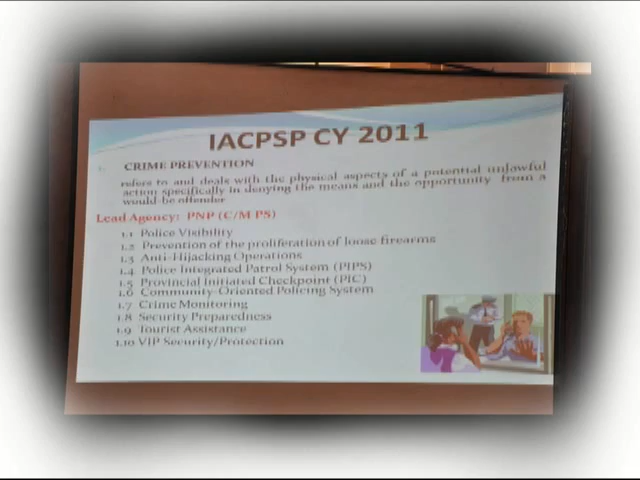 IACPSP CY 2011
1. CRIME PREVENTION
refers to and deals with the physical aspects of a potential unlawful
action specifically in denying the means and the opportunity from a
would be offender
Lead Agency: PNP (C/M PS)
1.1 Police Visibility
1.2 Prevention of the proliferation of loose firearms
1.3 Anti-Hijacking Operations
1.4 Police Integrated Patrol System (PIPS)
1.5 Provincial Initiated Checkpoint (PIC)
1.6 Community-Oriented Policing System
1.7 Crime Monitoring
1.8 Security Preparedness
1.9 Tourist Assistance
1.10 VIP Security/Protection